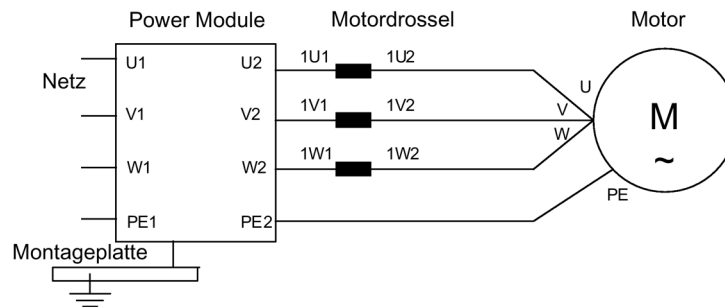 Power Module
Motordrossel
Motor
Netz
U1
U2
1U1
1U2
U
V1
V2
1V1
1V2
V
M
~
W1
W2
1W1
1W2
W
PE1
PE2
PE
Montageplatte